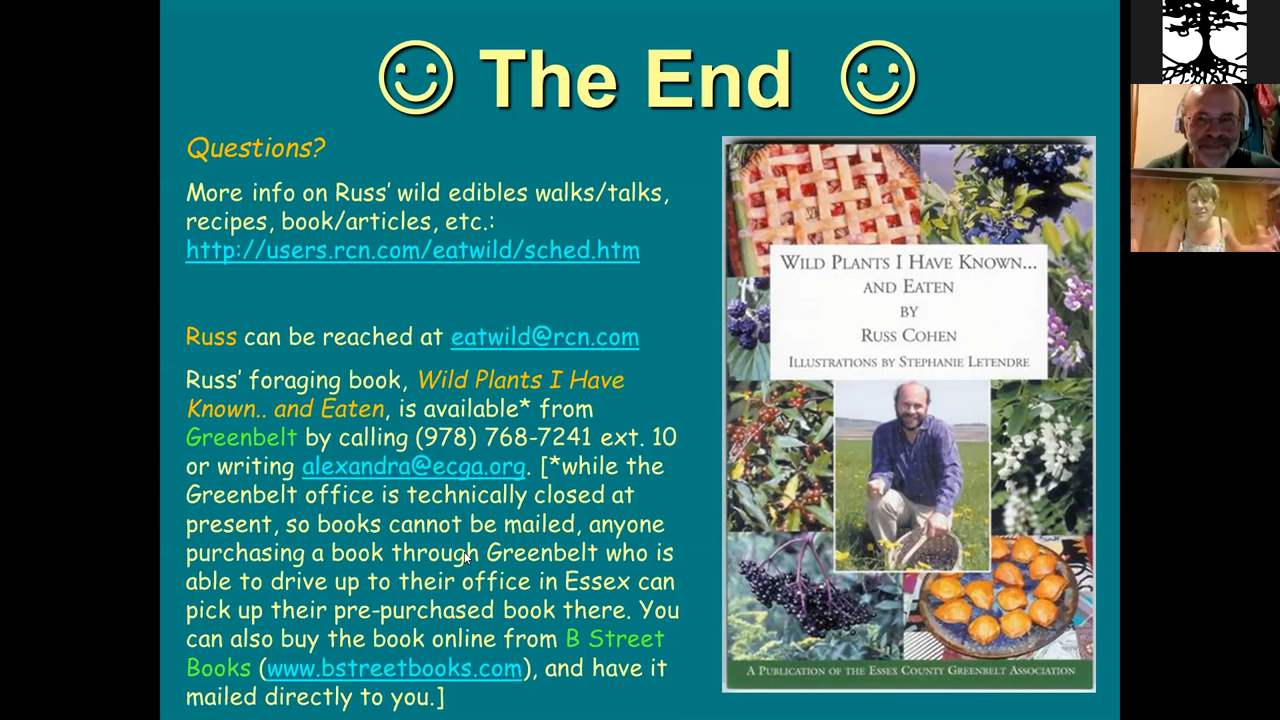 ☺ The End ☺
Questions?
More info on Russ' wild edibles walks/talks,
recipes, book/articles, etc.:
http://users.rcn.com/eatwild/sched.htm
Russ can be reached at eatwild@rcn.com
Russ' foraging book, Wild Plants I Have
Known.. and Eaten, is available* from
Greenbelt by calling (978) 768-7241 ext. 10
or writing alexandra@ecga.org. [*while the
Greenbelt office is technically closed at
present, so books cannot be mailed, anyone
purchasing a book through Greenbelt who is
able to drive up to their office in Essex can
pick up their pre-purchased book there. You
can also buy the book online from B Street
Books (www.bstreetbooks.com), and have it
mailed directly to you.]
WILD PLANTS I HAVE KNOWN...
AND EATEN
BY
RUSS COHEN
ILLUSTRATIONS BY STEPHANIE LETENDRE
A PUBLICATION OF THE ESSEX COUNTY GREENBELT ASSOCIATION